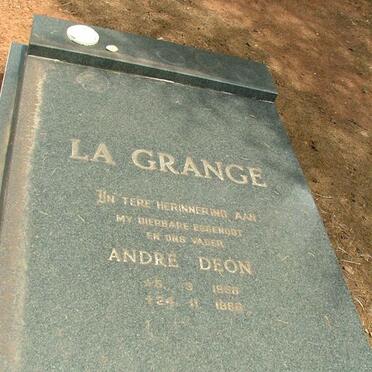 LA GRANGE
IN TERE HERINNERING AAN
MY DIERBARE EGGENOOT
EN ONS VADER
ANDRÉ DEON